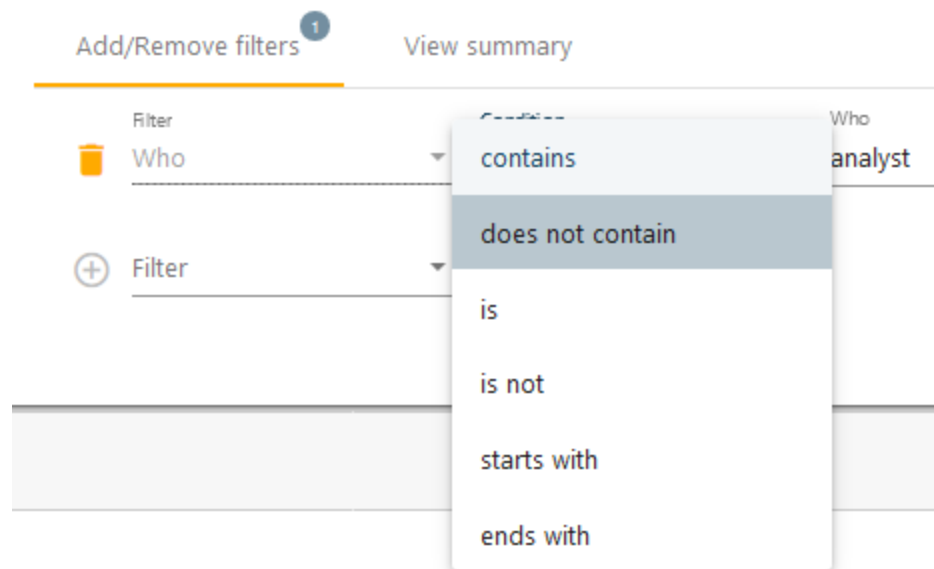 1
Add/Remove filters View summary
Filter Condition Who
Who contains analyst
does not contain
Filter
is
is not
starts with
ends with